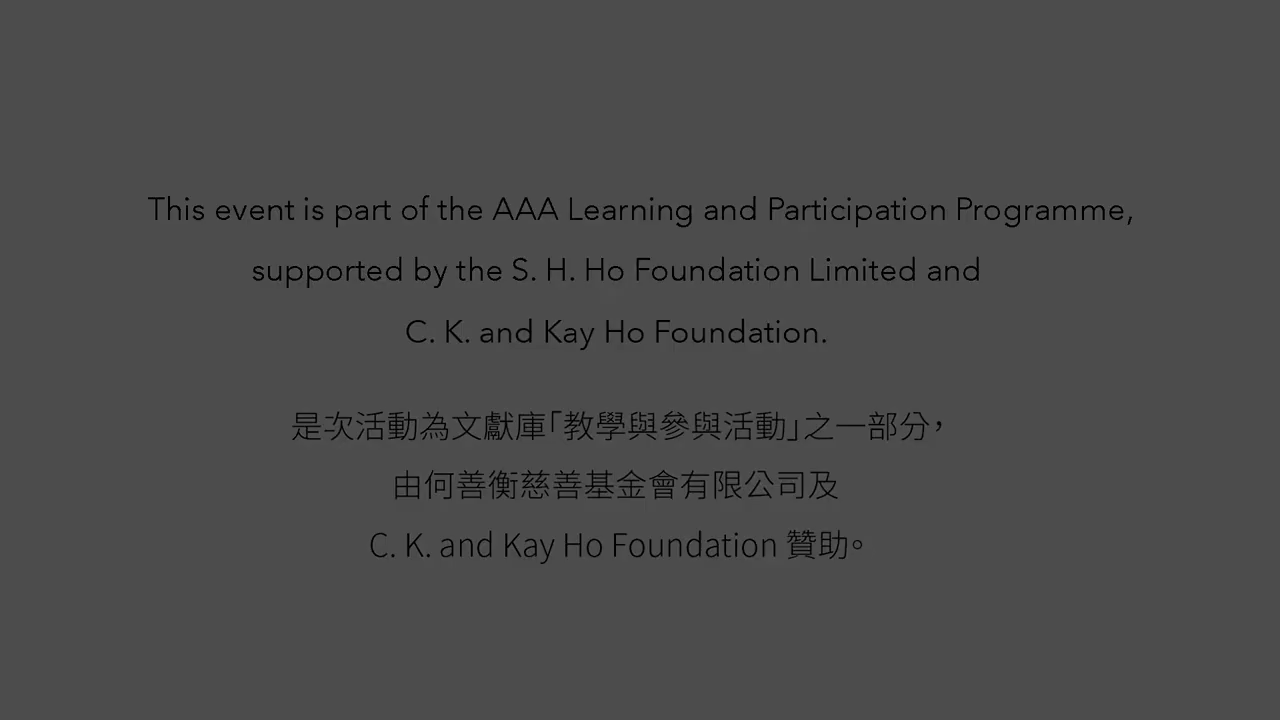 This event is part of the AAA Learning and Participation Programme,
supported by the S. H. Ho Foundation Limited and
C. K. and Kay Ho Foundation.
是次活動為文獻庫「教學與參與活動」之一部分，
由何善衡慈善基金會有限公司及
C. K. and Kay Ho Foundation 贊助。